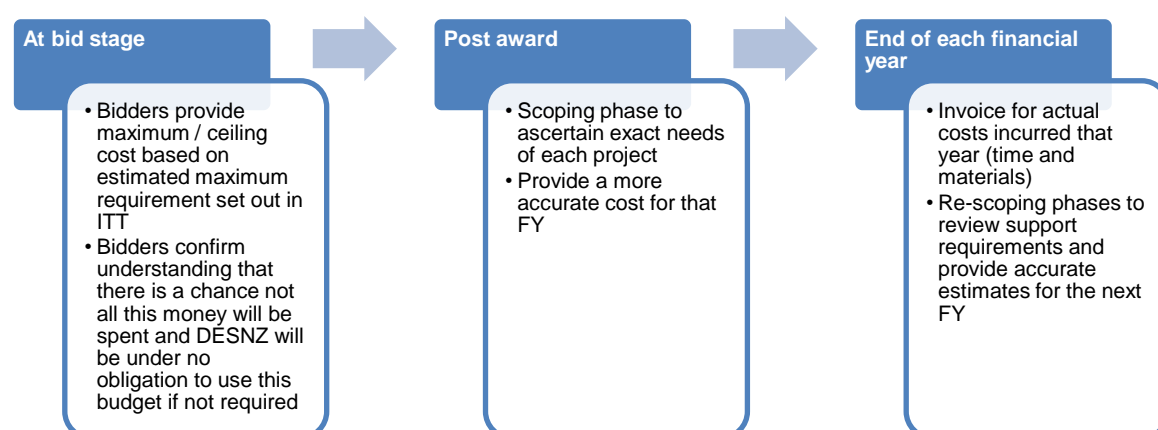 At bid stage
• Bidders provide
maximum / ceiling
cost based on
estimated maximum
requirement set out in
ITT
• Bidders confirm
understanding that
there is a chance not
all this money will be
spent and DESNZ will
be under no
obligation to use this
budget if not required
Post award
• Scoping phase to
ascertain exact needs
of each project
• Provide a more
accurate cost for that
FY
End of each financial
year
• Invoice for actual
costs incurred that
year (time and
materials)
• Re-scoping phases to
review support
requirements and
provide accurate
estimates for the next
FY